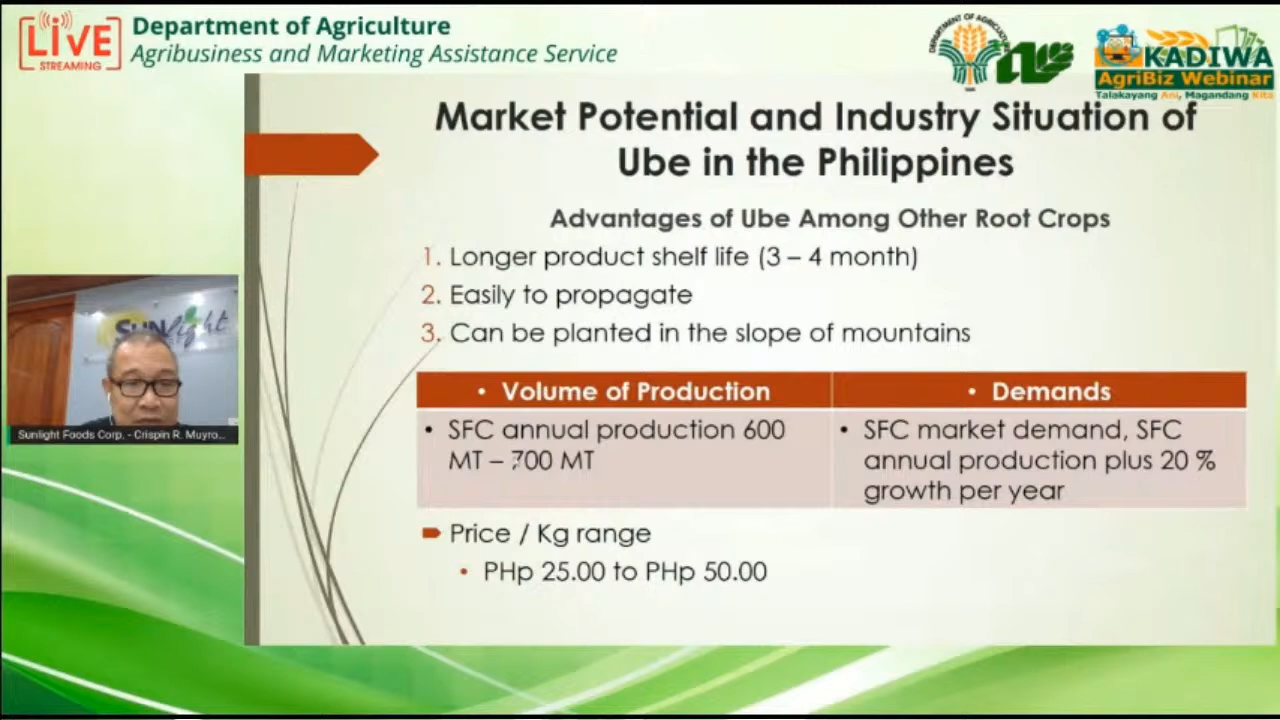 LIVE
STREAMING
Department of Agriculture
Agribusiness and Marketing Assistance Service
DEPARTMENT OF AGRICULTURE
KADIWA
AgriBiz Webinar
Talakayang Ani, Magandang Kita
Market Potential and Industry Situation of
Ube in the Philippines
Advantages of Ube Among Other Root Crops
1. Longer product shelf life (3 – 4 month)
2. Easily to propagate
3. Can be planted in the slope of mountains
• Volume of Production
• Demands
• SFC annual production 600
MT – 700 MT
• SFC market demand, SFC
annual production plus 20 %
growth per year
Price / Kg range
• PHp 25.00 to PHp 50.00
Sunlight
Sunlight Foods Corp. - Crispin R. Muyro...